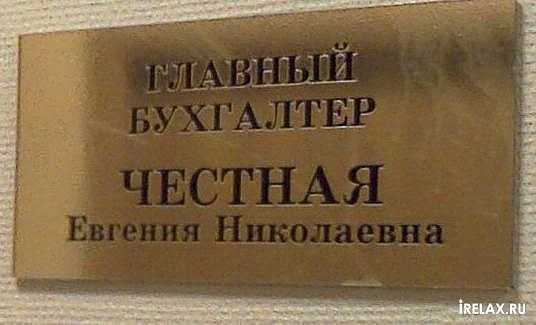 ГЛАВНЫЙ
БУХГАЛТЕР
ЧЕСТНАЯ
Евгения Николаевна
iRELAX.RU